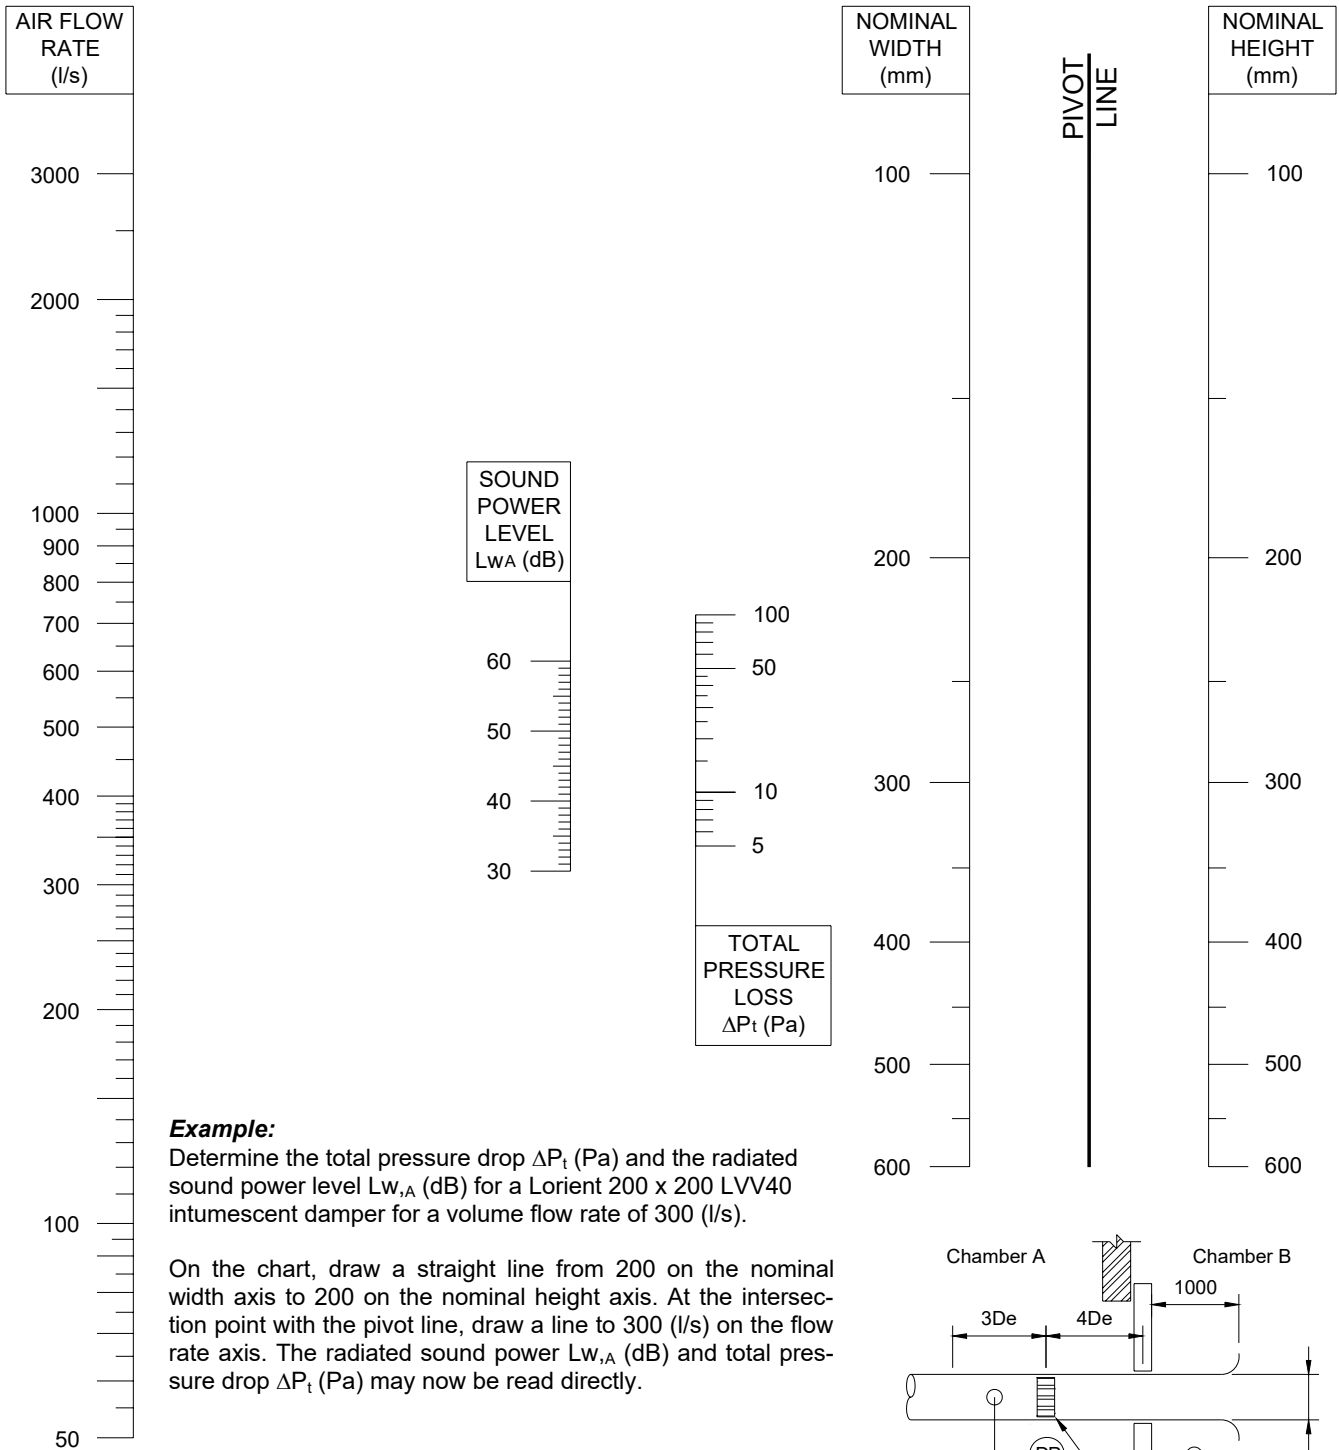 AIR FLOW
RATE
(l/s)
3000
2000
1000
900
800
700
600
500
400
300
200
100
50
SOUND
POWER
LEVEL
LwA (dB)
60
50
40
30
100
50
10
5
TOTAL
PRESSURE
LOSS
ΔPt (Pa)
NOMINAL
WIDTH
(mm)
100
200
300
400
500
600
PIVOT
LINE
NOMINAL
HEIGHT
(mm)
100
200
300
400
500
600
Example:
Determine the total pressure drop ΔPt (Pa) and the radiated
sound power level Lw,A (dB) for a Lorient 200 x 200 LVV40
intumescent damper for a volume flow rate of 300 (l/s).
On the chart, draw a straight line from 200 on the nominal
width axis to 200 on the nominal height axis. At the intersec-
tion point with the pivot line, draw a line to 300 (l/s) on the flow
rate axis. The radiated sound power Lw,A (dB) and total pres-
sure drop ΔPt (Pa) may now be read directly.
Chamber A
Chamber B
1000
3De
4De